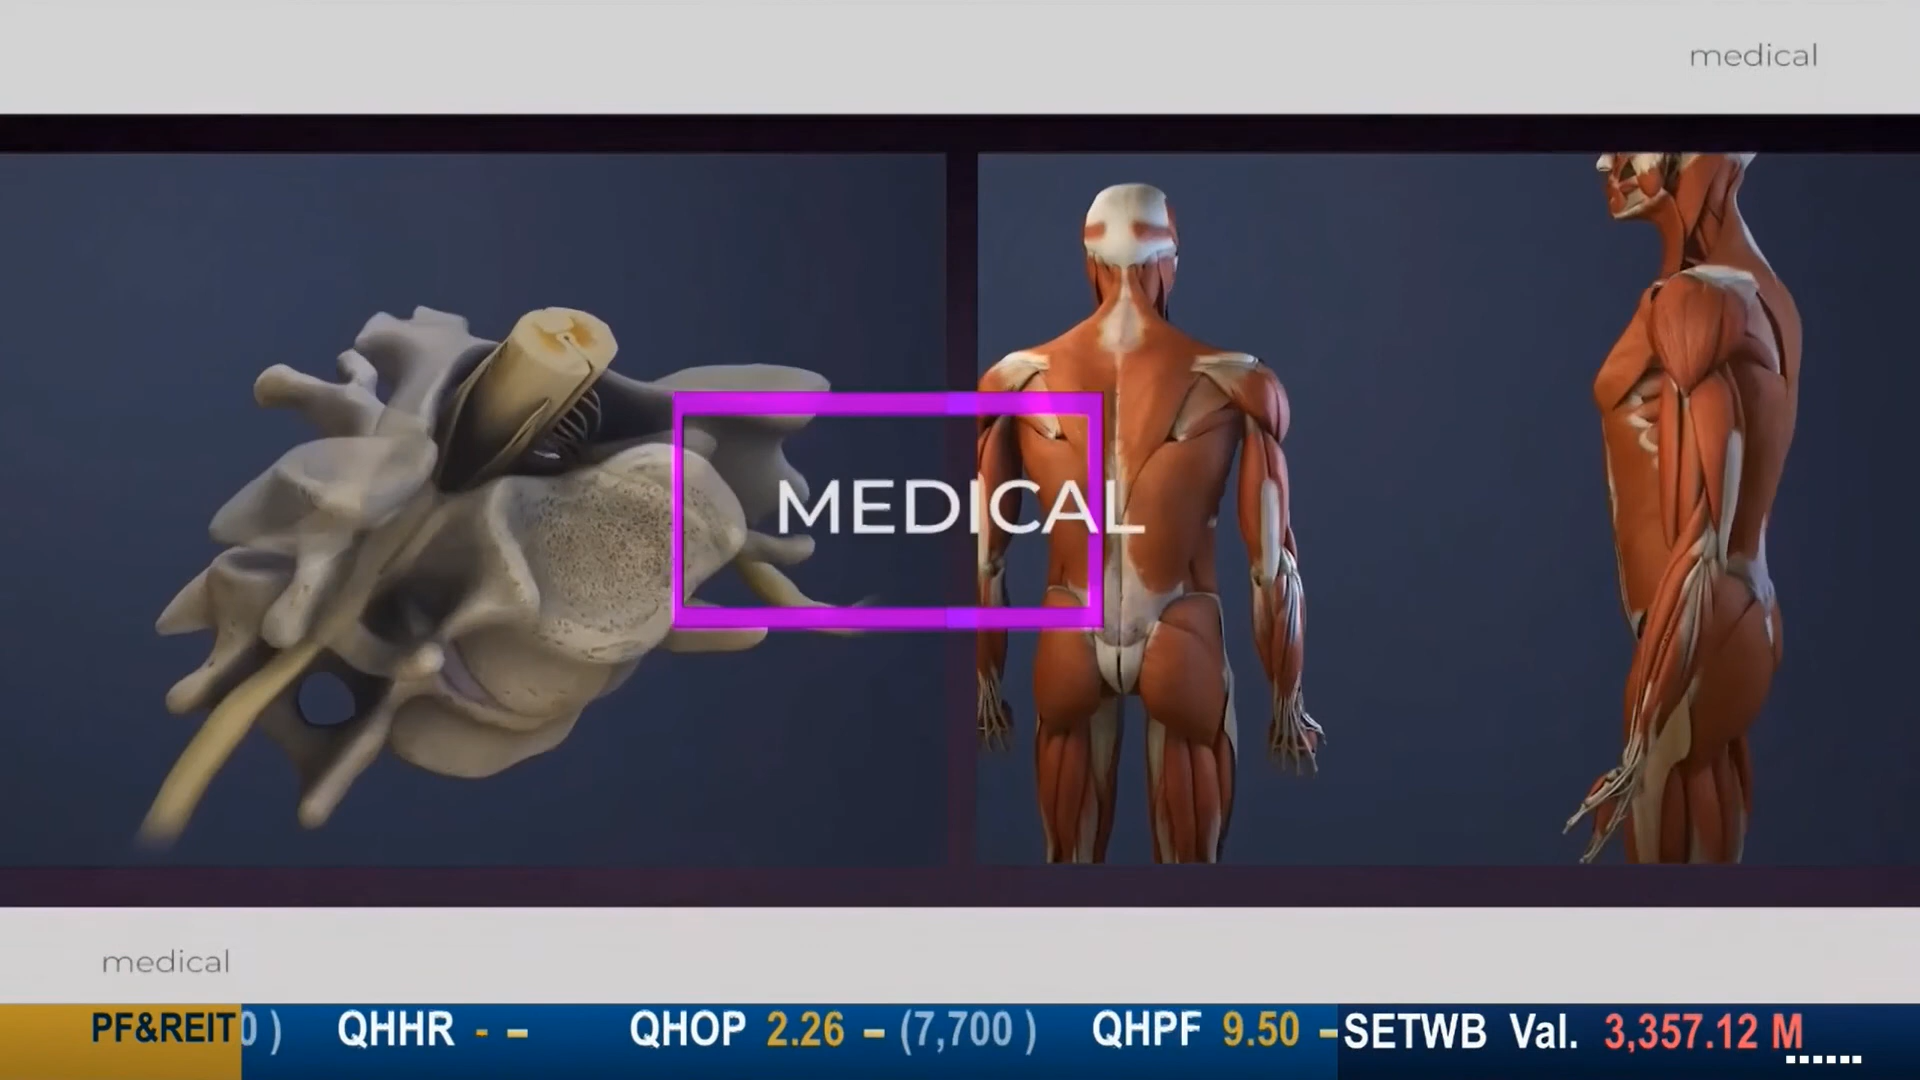 medical
MEDICAL
medical
PF&REIT 0 ) QHHR - – QHOP 2.26 – (7,700 ) QHPF 9.50 – SETWB Val. 3,357.12 M